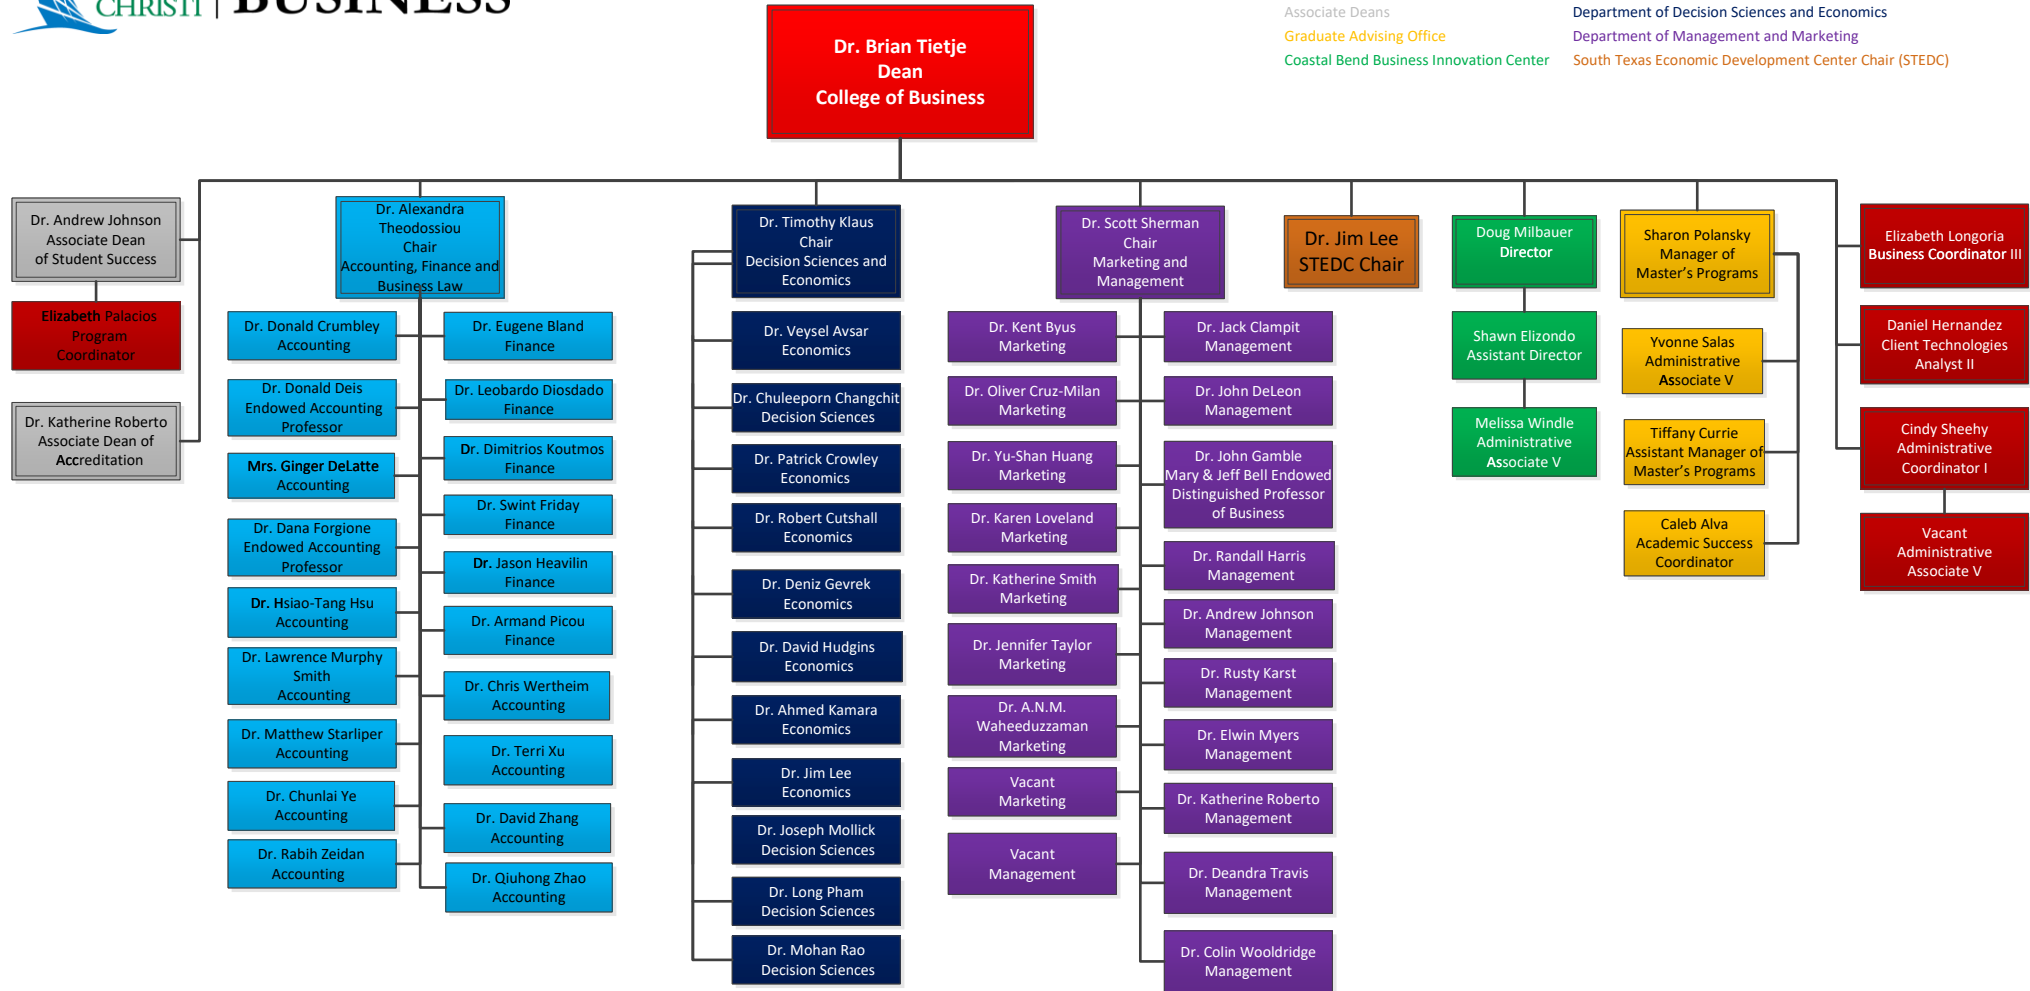 CHRISTI | BUSINESS
Associate Deans
Graduate Advising Office
Coastal Bend Business Innovation Center
Department of Decision Sciences and Economics
Department of Management and Marketing
South Texas Economic Development Center Chair (STEDC)
Dr. Brian Tietje
Dean
College of Business
Dr. Andrew Johnson
Associate Dean
of Student Success
Elizabeth Palacios
Program
Coordinator
Dr. Katherine Roberto
Associate Dean of
Accreditation
Dr. Alexandra
Theodossiou
Chair
Accounting, Finance and
Business Law
Dr. Donald Crumbley
Accounting
Dr. Donald Deis
Endowed Accounting
Professor
Mrs. Ginger DeLatte
Accounting
Dr. Dana Forgione
Endowed Accounting
Professor
Dr. Hsiao-Tang Hsu
Accounting
Dr. Lawrence Murphy
Smith
Accounting
Dr. Matthew Starliper
Accounting
Dr. Chunlai Ye
Accounting
Dr. Rabih Zeidan
Accounting
Dr. Eugene Bland
Finance
Dr. Leobardo Diosdado
Finance
Dr. Dimitrios Koutmos
Finance
Dr. Swint Friday
Finance
Dr. Jason Heavilin
Finance
Dr. Armand Picou
Finance
Dr. Chris Wertheim
Accounting
Dr. Terri Xu
Accounting
Dr. David Zhang
Accounting
Dr. Qiuhong Zhao
Accounting
Dr. Timothy Klaus
Chair
Decision Sciences and
Economics
Dr. Veysel Avsar
Economics
Dr. Chuleeporn Changchit
Decision Sciences
Dr. Patrick Crowley
Economics
Dr. Robert Cutshall
Economics
Dr. Deniz Gevrek
Economics
Dr. David Hudgins
Economics
Dr. Ahmed Kamara
Economics
Dr. Jim Lee
Economics
Dr. Joseph Mollick
Decision Sciences
Dr. Long Pham
Decision Sciences
Dr. Mohan Rao
Decision Sciences
Dr. Scott Sherman
Chair
Marketing and
Management
Dr. Kent Byus
Marketing
Dr. Oliver Cruz-Milan
Marketing
Dr. Yu-Shan Huang
Marketing
Dr. Karen Loveland
Marketing
Dr. Katherine Smith
Marketing
Dr. Jennifer Taylor
Marketing
Dr. A.N.M.
Waheeduzzaman
Marketing
Vacant
Marketing
Vacant
Management
Dr. Jack Clampit
Management
Dr. John DeLeon
Management
Dr. John Gamble
Mary & Jeff Bell Endowed
Distinguished Professor
of Business
Dr. Randall Harris
Management
Dr. Andrew Johnson
Management
Dr. Rusty Karst
Management
Dr. Elwin Myers
Management
Dr. Katherine Roberto
Management
Dr. Deandra Travis
Management
Dr. Colin Wooldridge
Management
Dr. Jim Lee
STEDC Chair
Doug Milbauer
Director
Shawn Elizondo
Assistant Director
Melissa Windle
Administrative
Associate V
Sharon Polansky
Manager of
Master's Programs
Yvonne Salas
Administrative
Associate V
Tiffany Currie
Assistant Manager of
Master's Programs
Caleb Alva
Academic Success
Coordinator
Elizabeth Longoria
Business Coordinator III
Daniel Hernandez
Client Technologies
Analyst II
Cindy Sheehy
Administrative
Coordinator I
Vacant
Administrative
Associate V